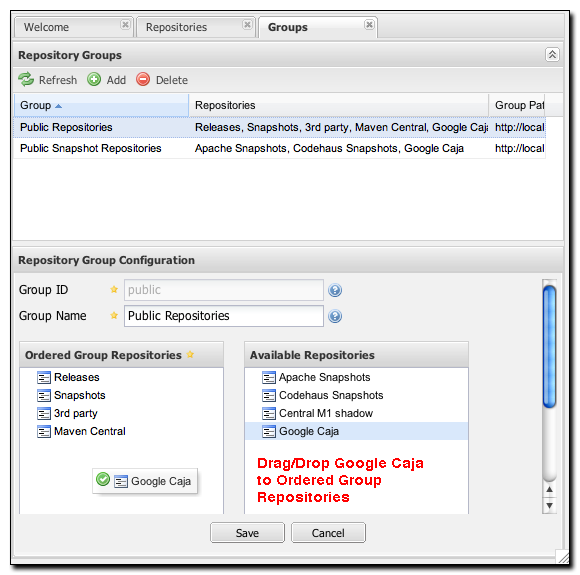 Welcome Repositories Groups
Repository Groups
Refresh Add Delete
Group Repositories Group Pat
Public Repositories Releases, Snapshots, 3rd party, Maven Central, Google Caja http://local
Public Snapshot Repositories Apache Snapshots, Codehaus Snapshots, Google Caja http://local
Repository Group Configuration
Group ID public
Group Name Public Repositories
Ordered Group Repositories
Releases
Snapshots
3rd party
Maven Central
Google Caja
Available Repositories
Apache Snapshots
Codehaus Snapshots
Central M1 shadow
Google Caja
Drag/Drop Google Caja
to Ordered Group
Repositories
Save Cancel